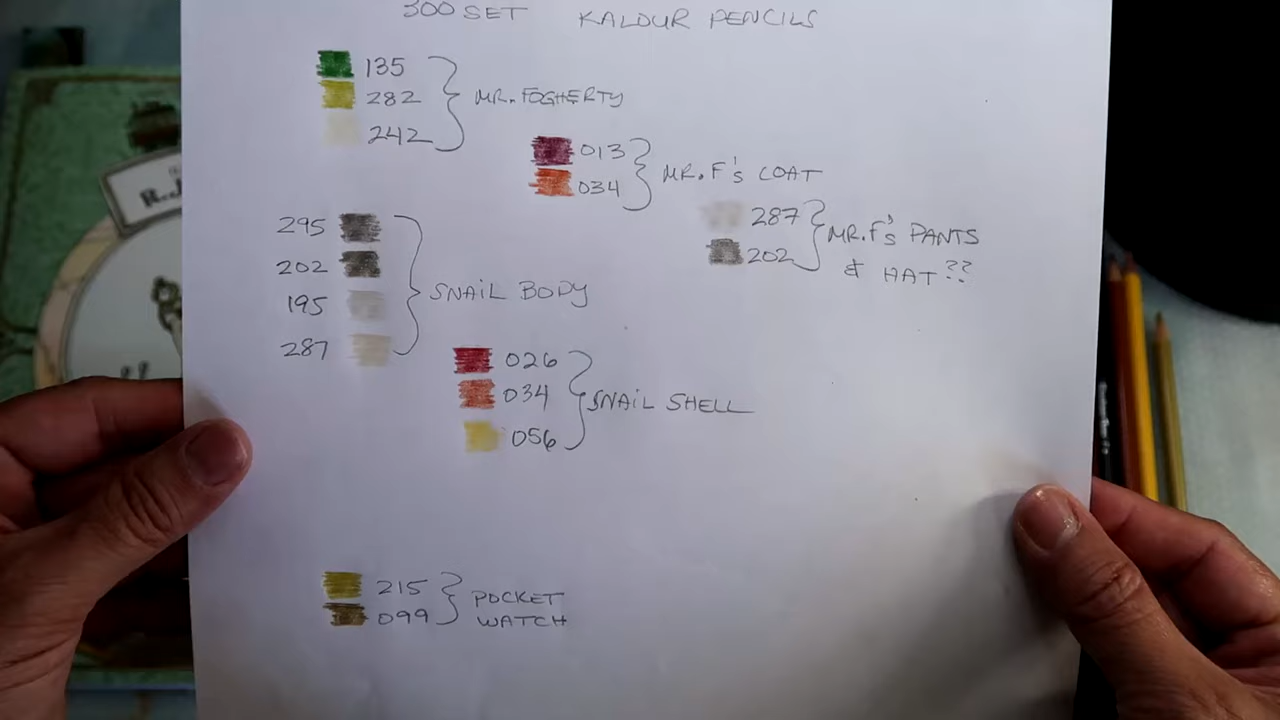 300 SET KALOUR PENCILS
135
282
242
MR. FOGHERTY
013
034
MR. F's COAT
287
202
MR. F's PANTS
& HAT ??
295
202
195
287
SNAIL BODY
026
034
056
SNAIL SHELL
215
099
POCKET
WATCH